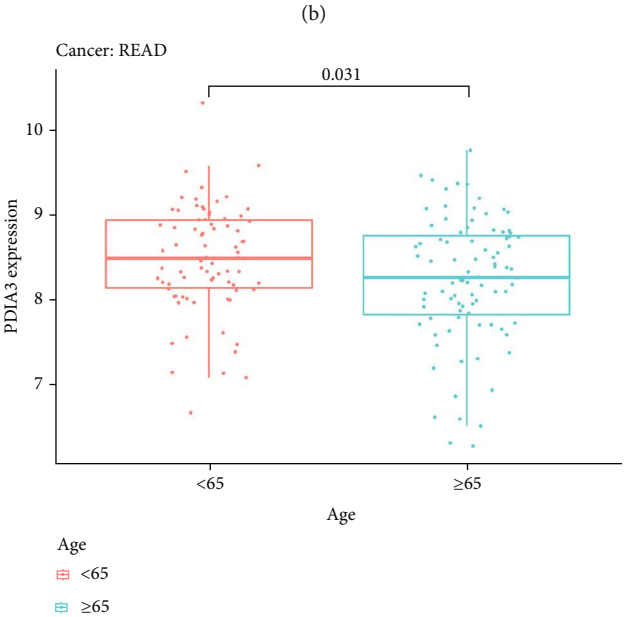 (b)
Cancer: READ
0.031
10
9
8
7
PDIA3 expression
<65
≥65
Age
Age
<65
≥65